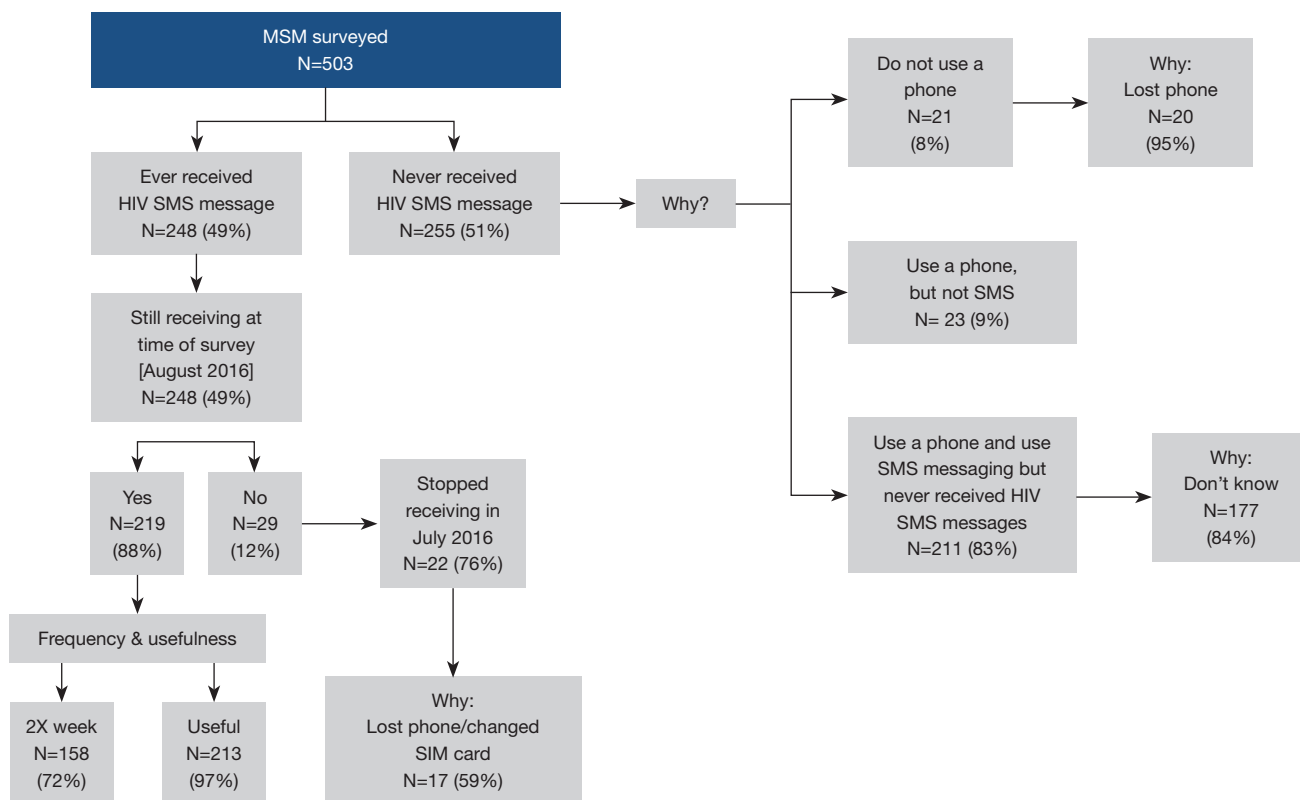 MSM surveyed
N=503
Ever received
HIV SMS message
N=248 (49%)
Never received
HIV SMS message
N=255 (51%)
Why?
Do not use a
phone
N=21
(8%)
Why:
Lost phone
N=20
(95%)
Use a phone,
but not SMS
N= 23 (9%)
Use a phone and use
SMS messaging but
never received HIV
SMS messages
N=211 (83%)
Why:
Don’t know
N=177
(84%)
Still receiving at
time of survey
[August 2016]
N=248 (49%)
Yes
N=219
(88%)
No
N=29
(12%)
Stopped
receiving in
July 2016
N=22 (76%)
Frequency & usefulness
2X week
N=158
(72%)
Useful
N=213
(97%)
Why:
Lost phone/changed
SIM card
N=17 (59%)